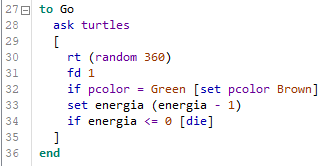 27 to Go
28 ask turtles
29 [
30 rt (random 360)
31 fd 1
32 if pcolor = Green [set pcolor Brown]
33 set energia (energia - 1)
34 if energia <= 0 [die]
35 ]
36 end